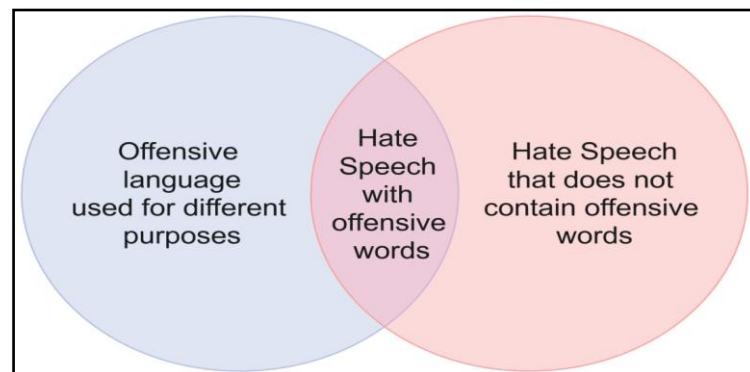 Offensive
language
used for different
purposes
Hate
Speech
with
offensive
words
Hate Speech
that does not
contain offensive
words